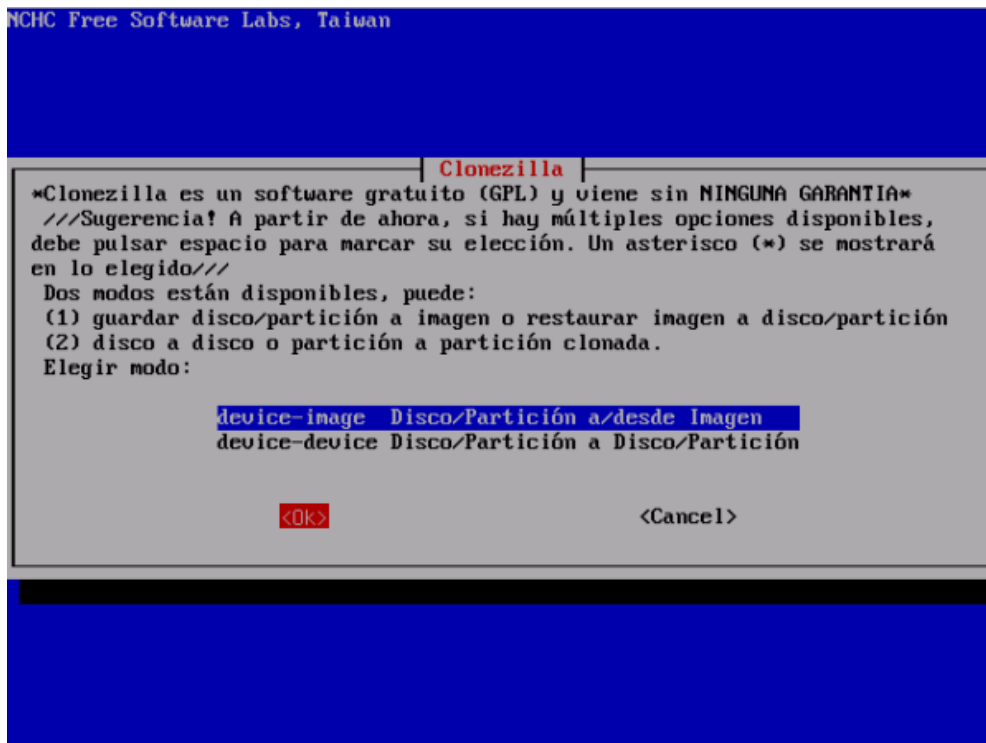 NCHC Free Software Labs, Taiwan
Clonezilla
*Clonezilla es un software gratuito (GPL) y viene sin NINGUNA GARANTIA*
///Sugerencia! A partir de ahora, si hay múltiples opciones disponibles,
debe pulsar espacio para marcar su elección. Un asterisco (*) se mostrará
en lo elegido///
Dos modos están disponibles, puede:
(1) guardar disco/partición a imagen o restaurar imagen a disco/partición
(2) disco a disco o partición a partición clonada.
Elegir modo:
device-image Disco/Partición a/desde Imagen
device-device Disco/Partición a Disco/Partición
<Ok> <Cancel>